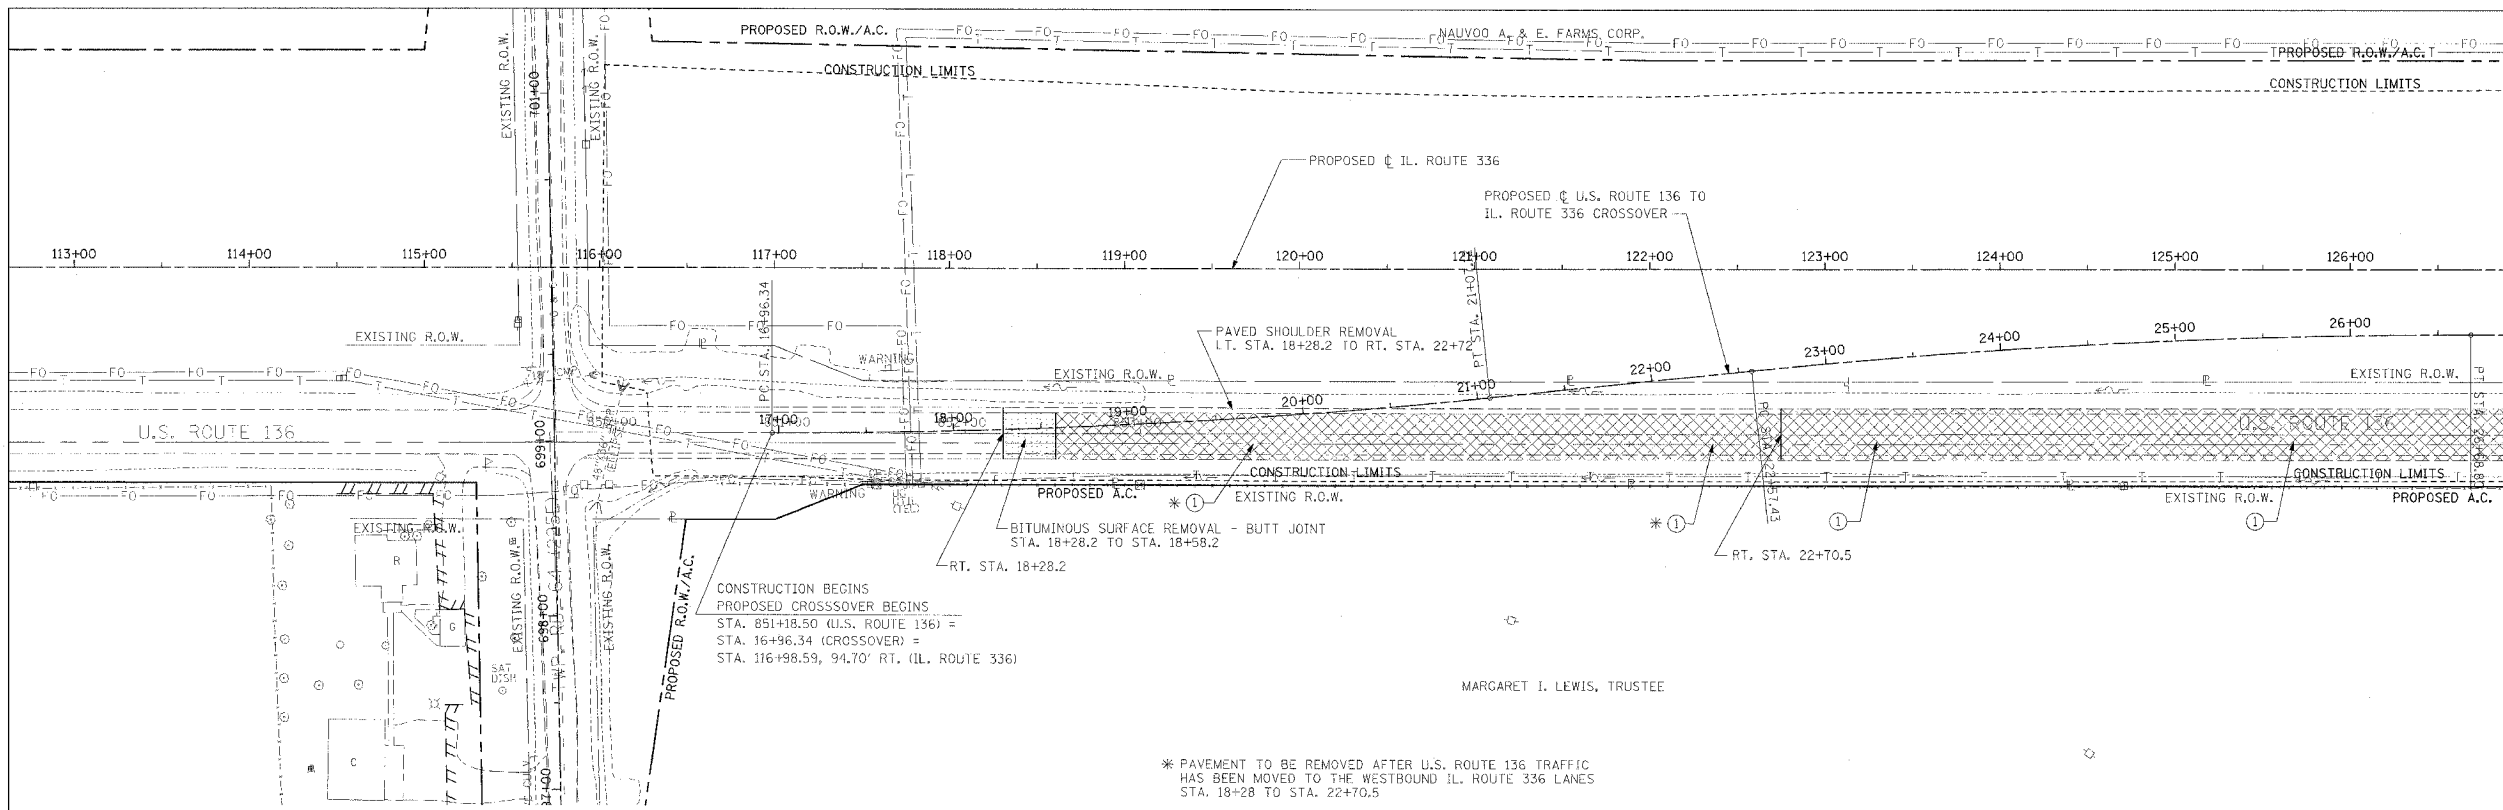 PROPOSED R.O.W./A.C.
NAUVOO A. & E. FARMS CORP.
PROPOSED R.O.W./A.C.
CONSTRUCTION LIMITS
CONSTRUCTION LIMITS
EXISTING R.O.W.
701+00
EXISTING R.O.W.
PROPOSED ℄ IL. ROUTE 336
PROPOSED ℄ U.S. ROUTE 136 TO
IL. ROUTE 336 CROSSOVER
113+00
114+00
115+00
116+00
117+00
118+00
119+00
120+00
121+00
122+00
123+00
124+00
125+00
126+00
PC STA. 16+96.34
EXISTING R.O.W.
PAVED SHOULDER REMOVAL
LT. STA. 18+28.2 TO RT. STA. 22+72
WARNING
EXISTING R.O.W.
EXISTING R.O.W.
17+00
18+00
19+00
20+00
21+00
22+00
23+00
24+00
25+00
26+00
U.S. ROUTE 136
U.S. ROUTE 136
699+00
CONSTRUCTION LIMITS
CONSTRUCTION LIMITS
WARNING
PROPOSED A.C.
* 1
EXISTING R.O.W.
EXISTING R.O.W.
PROPOSED A.C.
EXISTING R.O.W.
BITUMINOUS SURFACE REMOVAL - BUTT JOINT
STA. 18+28.2 TO STA. 18+58.2
* 1
1
1
RT. STA. 22+70.5
RT. STA. 18+28.2
R
G
C
SAT
DISH
EXISTING R.O.W.
698+00
EXISTING R.O.W.
PROPOSED R.O.W./A.C.
CONSTRUCTION BEGINS
PROPOSED CROSSSOVER BEGINS
STA. 851+18.50 (U.S. ROUTE 136) =
STA. 16+96.34 (CROSSOVER) =
STA. 116+98.59, 94.70' RT. (IL. ROUTE 336)
MARGARET I. LEWIS, TRUSTEE
* PAVEMENT TO BE REMOVED AFTER U.S. ROUTE 136 TRAFFIC
HAS BEEN MOVED TO THE WESTBOUND IL. ROUTE 336 LANES
STA. 18+28 TO STA. 22+70.5